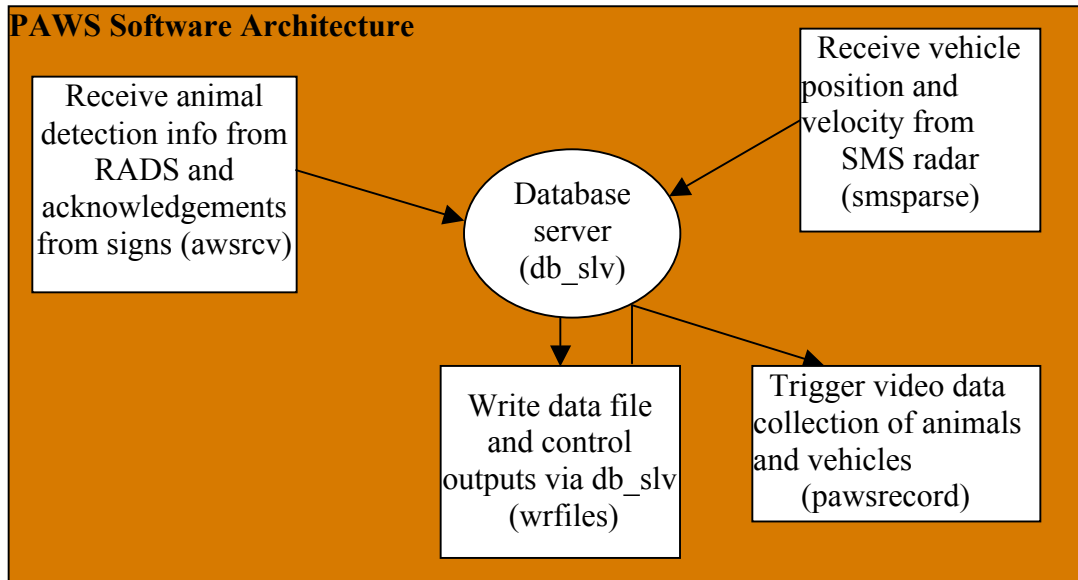 PAWS Software Architecture
Receive animal
detection info from
RADS and
acknowledgements
from signs (awsrcv)
Receive vehicle
position and
velocity from
SMS radar
(smsparse)
Database
server
(db_slv)
Write data file
and control
outputs via db_slv
(wrfiles)
Trigger video data
collection of animals
and vehicles
(pawsrecord)